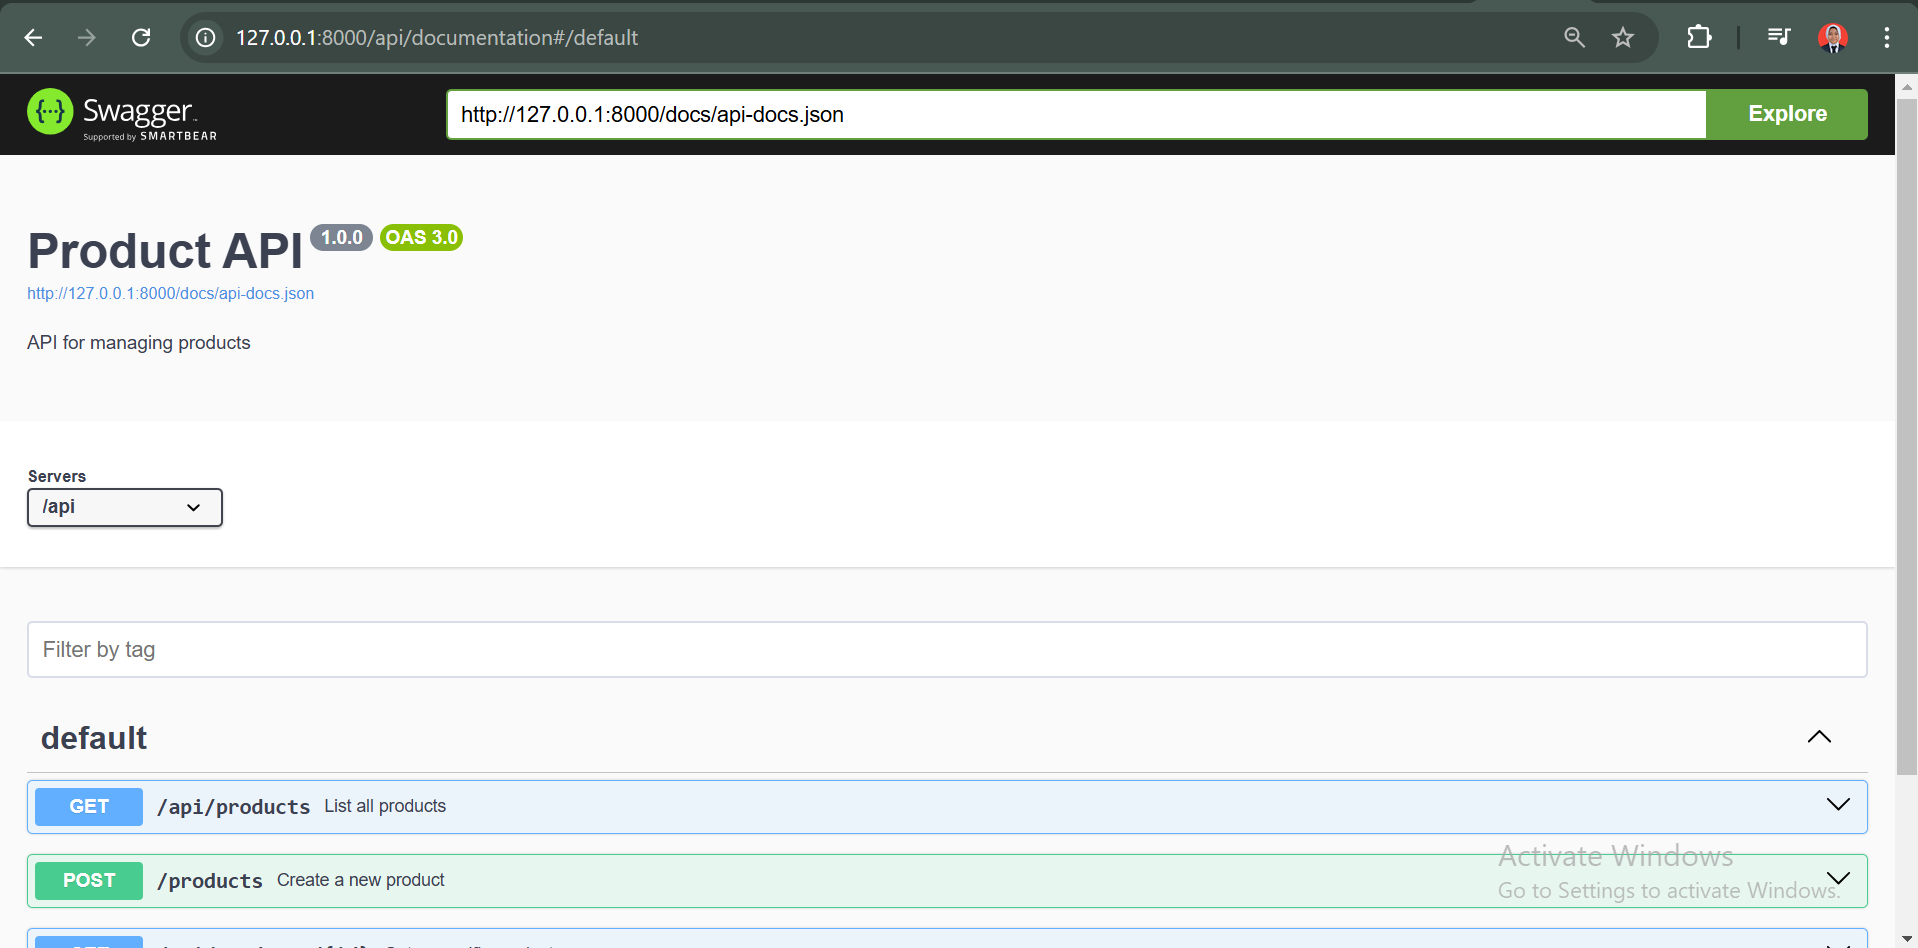 127.0.0.1:8000/api/documentation#/default
Swagger
Supported by SMARTBEAR
http://127.0.0.1:8000/docs/api-docs.json
Explore
Product API 1.0.0 OAS 3.0
http://127.0.0.1:8000/docs/api-docs.json
API for managing products
Servers
/api
Filter by tag
default
GET /api/products List all products
POST /products Create a new product
Activate Windows
Go to Settings to activate Windows.